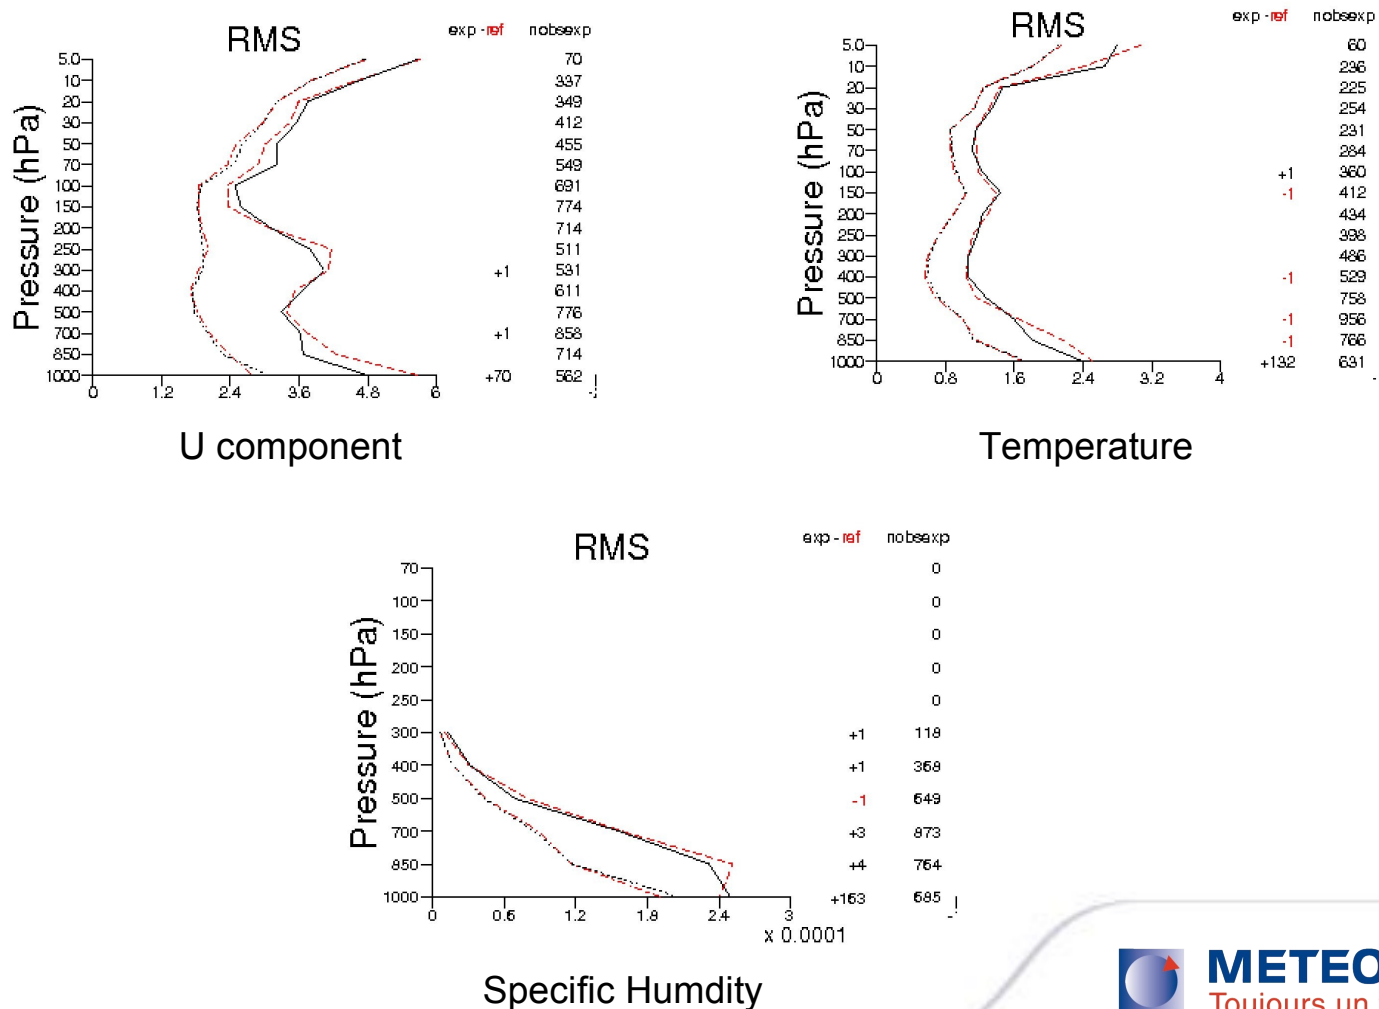 RMS
exp - ref nobsexp
Pressure (hPa)
5.0 70
10 337
20 349
30 412
50 455
70 549
100 691
150 774
200 714
250 511
300 +1 531
400 611
500 776
700 +1 858
850 714
1000 +70 562
0 1.2 2.4 3.6 4.8 6
U component
RMS
exp - ref nobsexp
Pressure (hPa)
5.0 60
10 236
20 225
30 254
50 231
70 284
100 +1 360
150 -1 412
200 434
250 398
300 486
400 -1 529
500 758
700 -1 956
850 -1 766
1000 +132 631
0 0.8 1.6 2.4 3.2 4
Temperature
RMS
exp - ref nobsexp
Pressure (hPa)
70 0
100 0
150 0
200 0
250 0
300 +1 118
400 +1 358
500 -1 649
700 +3 873
850 +4 764
1000 +163 695
0 0.6 1.2 1.8 2.4 3
x 0.0001
Specific Humdity
METEO
Toujours un